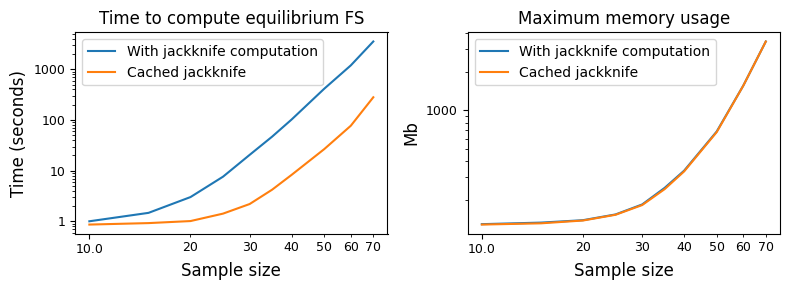 Time to compute equilibrium FS
With jackknife computation
Cached jackknife
1000
100
10
1
Time (seconds)
10.0
20
30
40
50
60
70
Sample size
Maximum memory usage
With jackknife computation
Cached jackknife
1000
Mb
10.0
20
30
40
50
60
70
Sample size